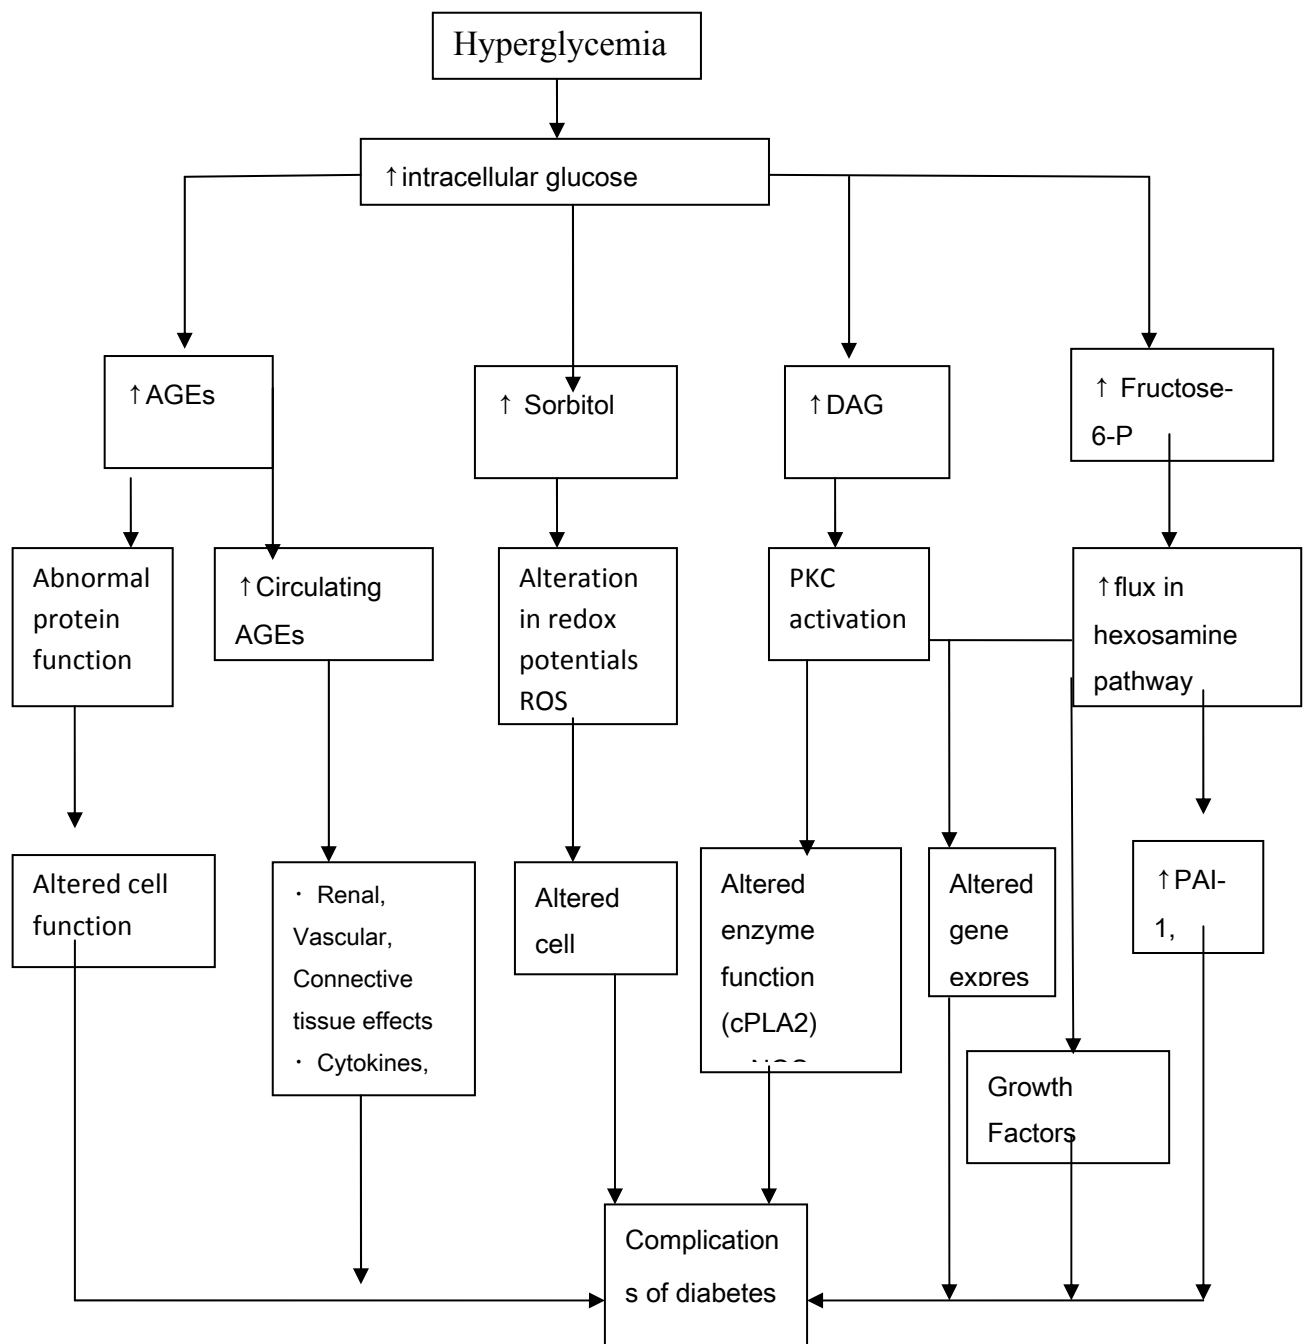 Hyperglycemia
↑intracellular glucose
↑AGEs
↑ Sorbitol
↑DAG
↑ Fructose-
6-P
Abnormal
protein
function
↑Circulating
AGEs
Alteration
in redox
potentials
ROS
PKC
activation
↑flux in
hexosamine
pathway
Altered cell
function
· Renal,
Vascular,
Connective
tissue effects
· Cytokines,
Altered
cell
Altered
enzyme
function
(cPLA2)
Altered
gene
expres
↑PAI-
1,
Growth
Factors
Complication
s of diabetes